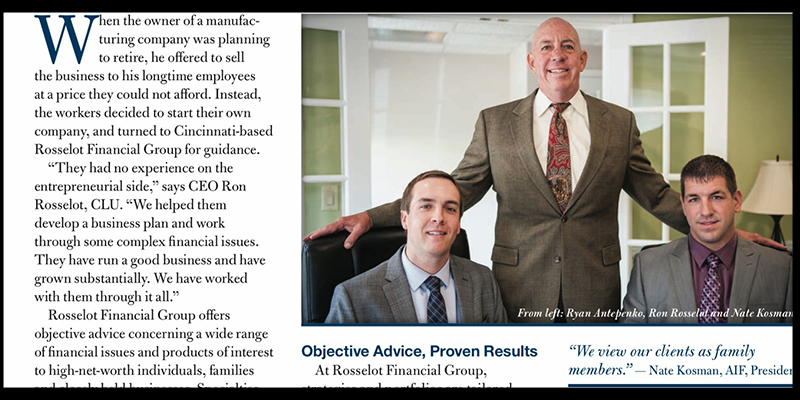 When the owner of a manufac-
turing company was planning
to retire, he offered to sell
the business to his longtime employees
at a price they could not afford. Instead,
the workers decided to start their own
company, and turned to Cincinnati-based
Rosselot Financial Group for guidance.
“They had no experience on the
entrepreneurial side,” says CEO Ron
Rosselot, CLU. “We helped them
develop a business plan and work
through some complex financial issues.
They have run a good business and have
grown substantially. We have worked
with them through it all.”
Rosselot Financial Group offers
objective advice concerning a wide range
of financial issues and products of interest
to high-net-worth individuals, families
From left: Ryan Antepenko, Ron Rosselot and Nate Kosman
Objective Advice, Proven Results
At Rosselot Financial Group,
“We view our clients as family
members.” — Nate Kosman, AIF, Presiden